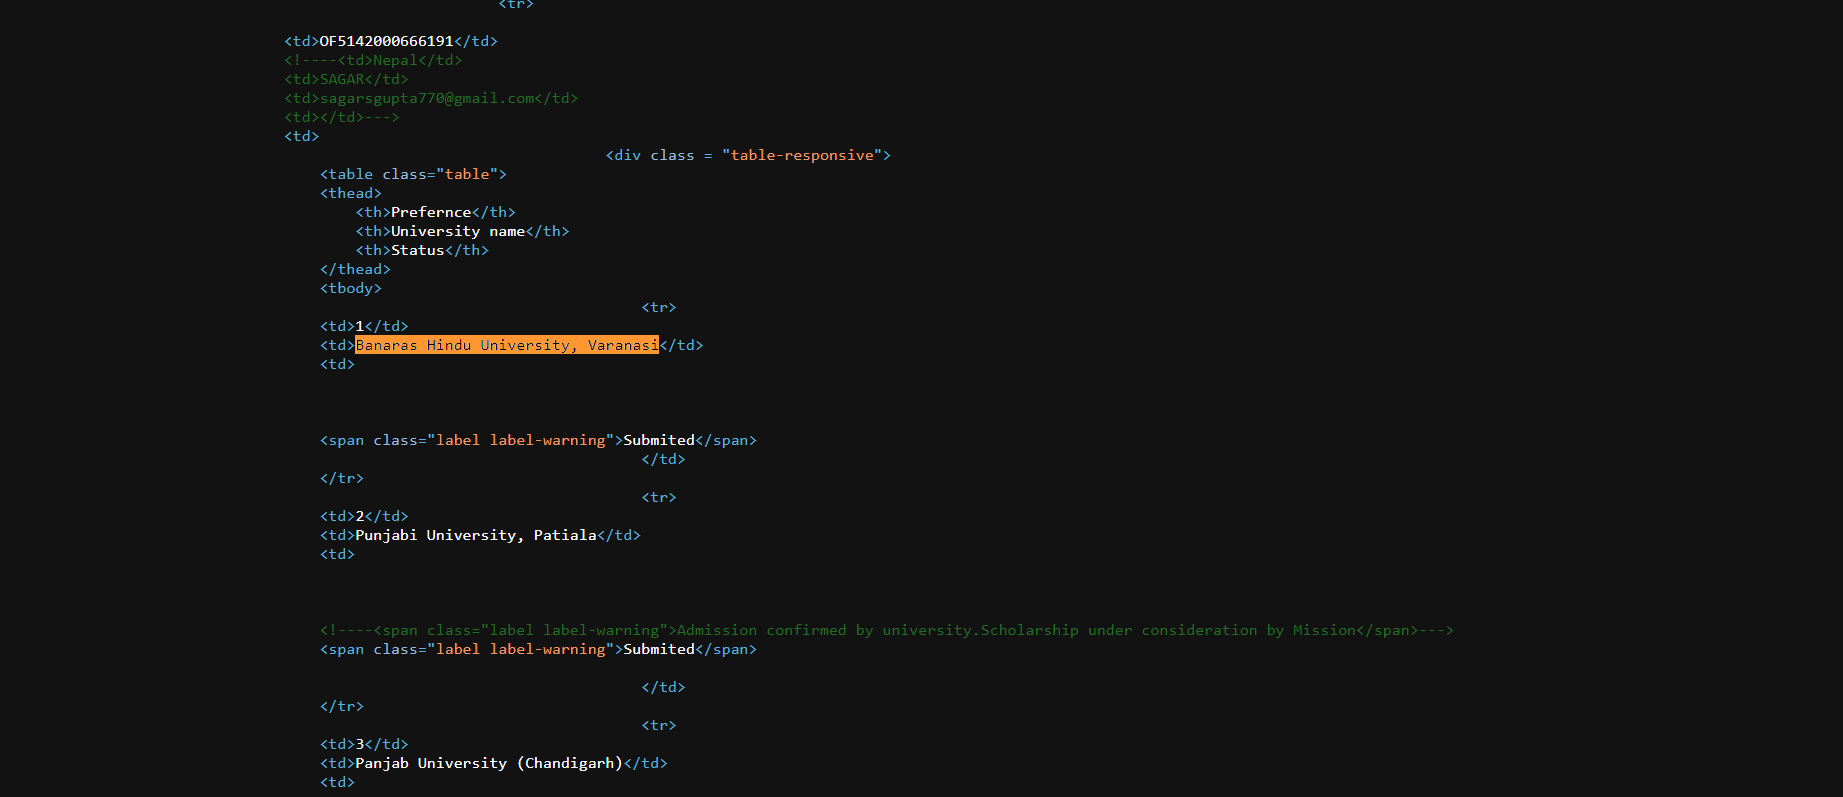 <tr>
<td>OF5142000666191</td>
<!----<td>Nepal</td>
<td>SAGAR</td>
<td>sagarsgupta770@gmail.com</td>
<td></td>--->
<td>
<div class = "table-responsive">
<table class="table">
<thead>
<th>Prefernce</th>
<th>University name</th>
<th>Status</th>
</thead>
<tbody>
<tr>
<td>1</td>
<td>Banaras Hindu University, Varanasi</td>
<td>
<span class="label label-warning">Submited</span>
</td>
</tr>
<tr>
<td>2</td>
<td>Punjabi University, Patiala</td>
<td>
<!----<span class="label label-warning">Admission confirmed by university.Scholarship under consideration by Mission</span>--->
<span class="label label-warning">Submited</span>
</td>
</tr>
<tr>
<td>3</td>
<td>Panjab University (Chandigarh)</td>
<td>